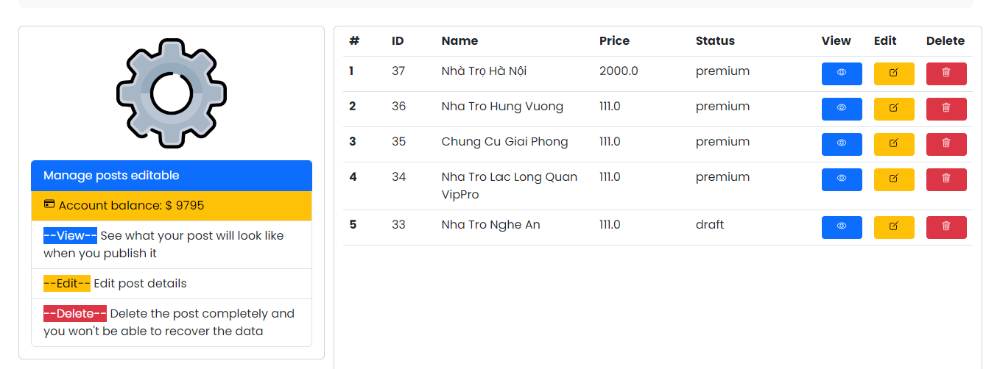 Manage posts editable
Account balance: $ 9795
--View-- See what your post will look like
when you publish it
--Edit-- Edit post details
--Delete-- Delete the post completely and
you won't be able to recover the data
# ID Name Price Status View Edit Delete
1 37 Nhà Trọ Hà Nội 2000.0 premium
2 36 Nha Tro Hung Vuong 111.0 premium
3 35 Chung Cu Giai Phong 111.0 premium
4 34 Nha Tro Lac Long Quan 111.0 premium
VipPro
5 33 Nha Tro Nghe An 111.0 draft